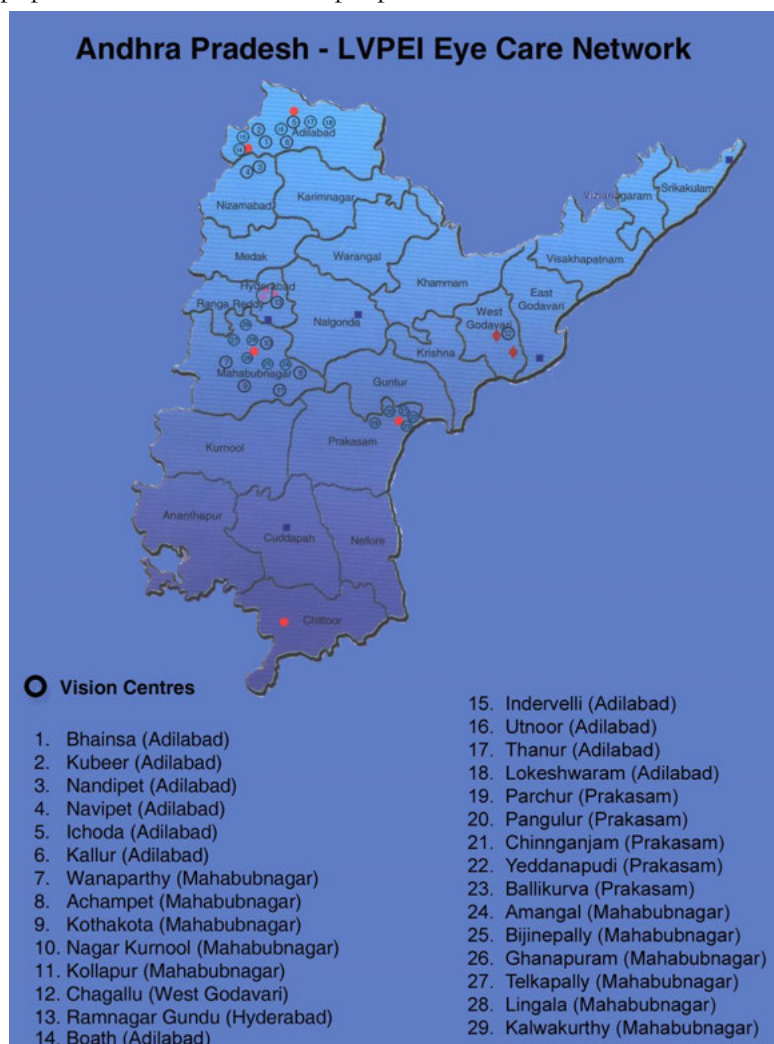 Andhra Pradesh - LVPEI Eye Care Network
Adilabad
Nizamabad
Karimnagar
Medak
Warangal
Hyderabad
Ranga Reddy
Nalgonda
Khammam
Vizianagaram
Srikakulam
Visakhapatnam
East
Godavari
West
Godavari
Krishna
Mahabubnagar
Guntur
Kurnool
Prakasam
Ananthapur
Cuddapah
Nellore
Chittoor
Vision Centres
1. Bhainsa (Adilabad)
2. Kubeer (Adilabad)
3. Nandipet (Adilabad)
4. Navipet (Adilabad)
5. Ichoda (Adilabad)
6. Kallur (Adilabad)
7. Wanaparthy (Mahabubnagar)
8. Achampet (Mahabubnagar)
9. Kothakota (Mahabubnagar)
10. Nagar Kurnool (Mahabubnagar)
11. Kollapur (Mahabubnagar)
12. Chagallu (West Godavari)
13. Ramnagar Gundu (Hyderabad)
14. Boath (Adilabad)
15. Indervelli (Adilabad)
16. Utnoor (Adilabad)
17. Thanur (Adilabad)
18. Lokeshwaram (Adilabad)
19. Parchur (Prakasam)
20. Pangulur (Prakasam)
21. Chinnganjam (Prakasam)
22. Yeddanapudi (Prakasam)
23. Ballikurva (Prakasam)
24. Amangal (Mahabubnagar)
25. Bijinepally (Mahabubnagar)
26. Ghanapuram (Mahabubnagar)
27. Telkapally (Mahabubnagar)
28. Lingala (Mahabubnagar)
29. Kalwakurthy (Mahabubnagar)